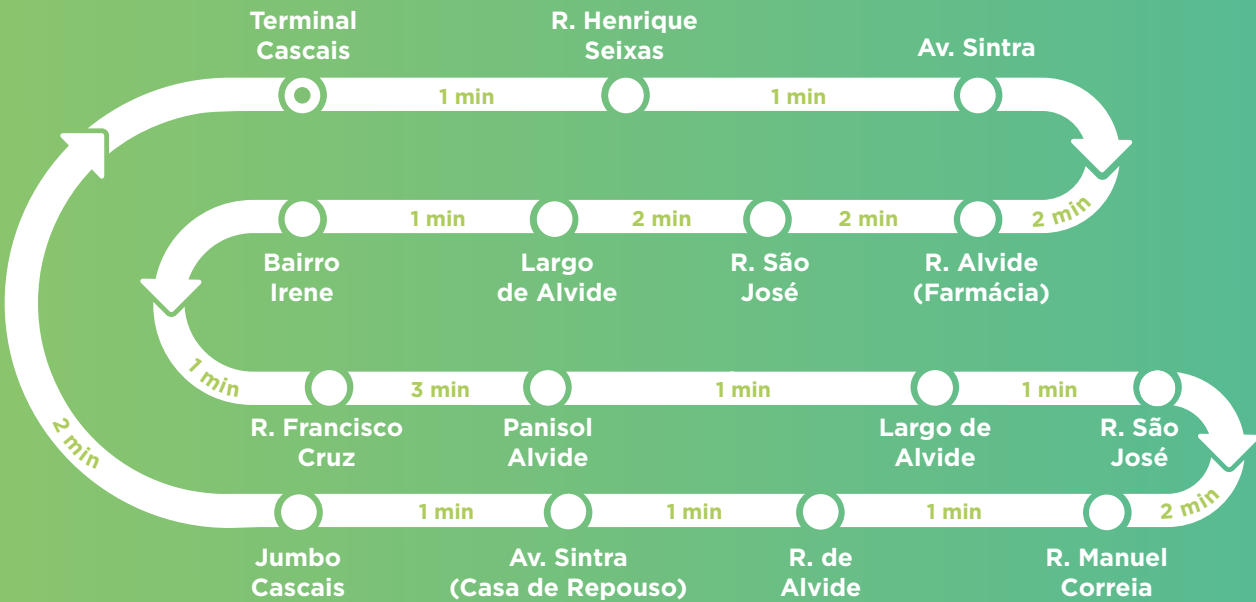 Terminal
Cascais
R. Henrique
Seixas
Av. Sintra
1 min
1 min
2 min
1 min
2 min
2 min
Bairro
Irene
Largo
de Alvide
R. São
José
R. Alvide
(Farmácia)
1 min
3 min
1 min
1 min
R. Francisco
Cruz
Panisol
Alvide
Largo de
Alvide
R. São
José
2 min
2 min
1 min
1 min
1 min
Jumbo
Cascais
Av. Sintra
(Casa de Repouso)
R. de
Alvide
R. Manuel
Correia